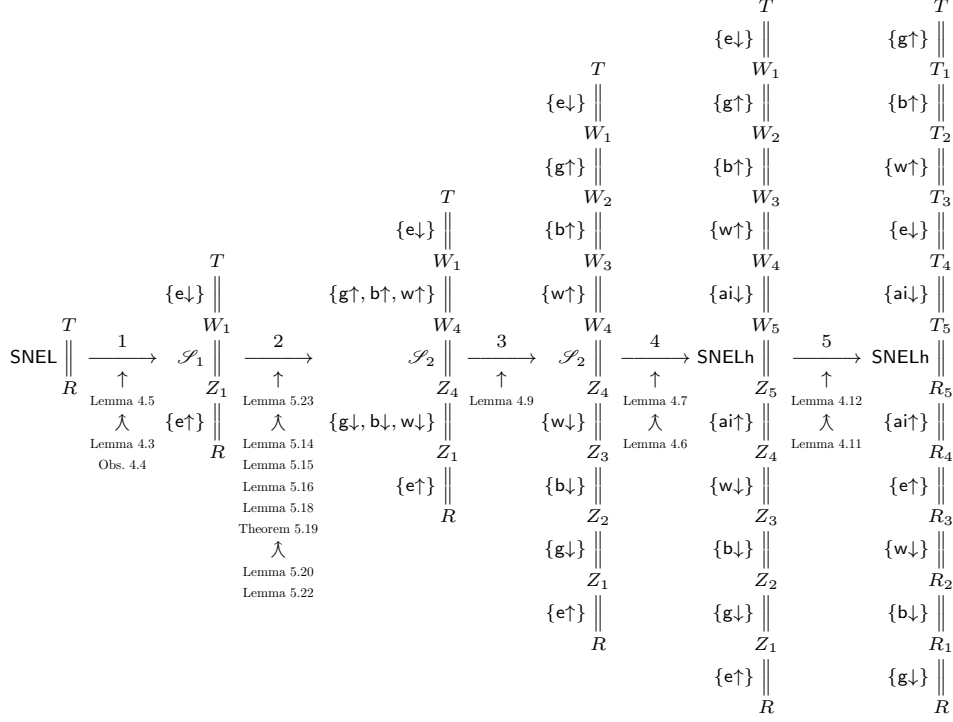 T
SNEL ‖
R
1
⟶
↑
Lemma 4.5
⇑
Lemma 4.3
Obs. 4.4
T
{e↓} ‖
W₁
𝒮₁ ‖
Z₁
{e↑} ‖
R
2
⟶
↑
Lemma 5.23
⇑
Lemma 5.14
Lemma 5.15
Lemma 5.16
Lemma 5.18
Theorem 5.19
⇑
Lemma 5.20
Lemma 5.22
T
{e↓} ‖
W₁
{g↑, b↑, w↑} ‖
W₄
𝒮₂ ‖
Z₄
{g↓, b↓, w↓} ‖
Z₁
{e↑} ‖
R
3
⟶
↑
Lemma 4.9
T
{e↓} ‖
W₁
{g↑} ‖
W₂
{b↑} ‖
W₃
{w↑} ‖
W₄
𝒮₂ ‖
Z₄
{w↓} ‖
Z₃
{b↓} ‖
Z₂
{g↓} ‖
Z₁
{e↑} ‖
R
4
⟶
↑
Lemma 4.7
⇑
Lemma 4.6
T
{e↓} ‖
W₁
{g↑} ‖
W₂
{b↑} ‖
W₃
{w↑} ‖
W₄
{ai↓} ‖
W₅
SNELh ‖
Z₅
{ai↑} ‖
Z₄
{w↓} ‖
Z₃
{b↓} ‖
Z₂
{g↓} ‖
Z₁
{e↑} ‖
R
5
⟶
↑
Lemma 4.12
⇑
Lemma 4.11
T
{g↑} ‖
T₁
{b↑} ‖
T₂
{w↑} ‖
T₃
{e↓} ‖
T₄
{ai↓} ‖
T₅
SNELh ‖
R₅
{ai↑} ‖
R₄
{e↑} ‖
R₃
{w↓} ‖
R₂
{b↓} ‖
R₁
{g↓} ‖
R